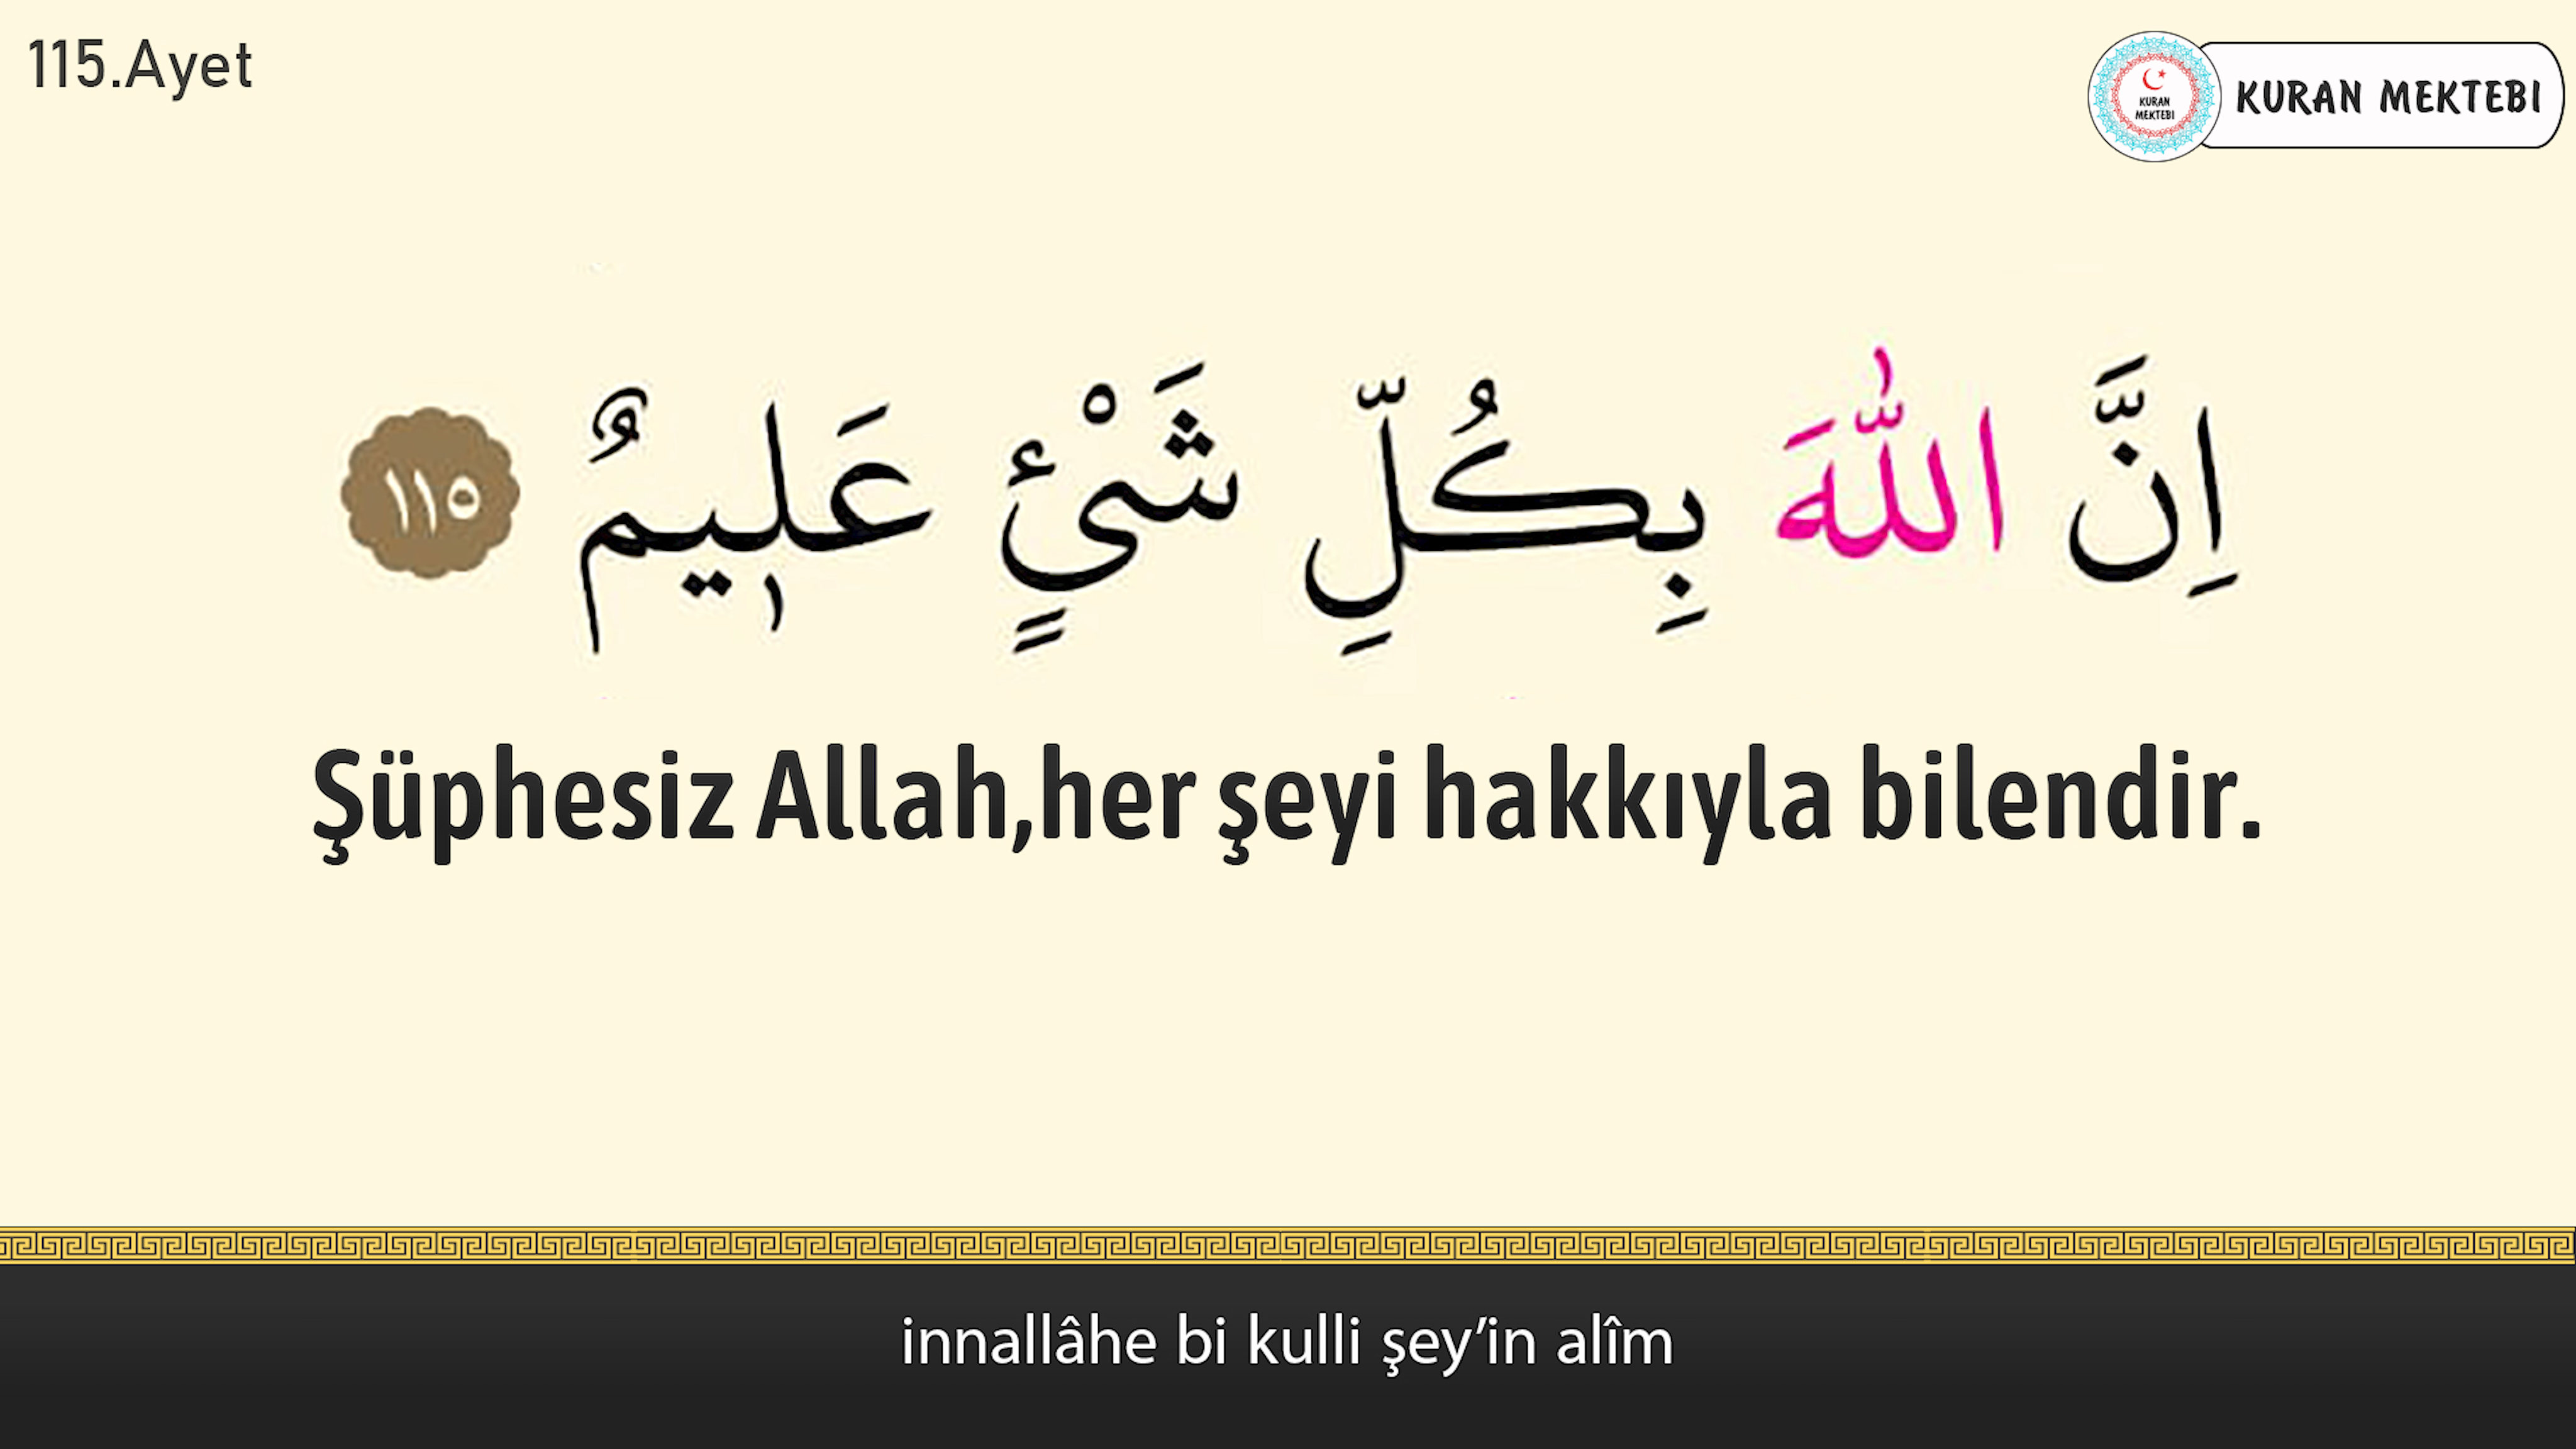 115.Ayet
KURAN
MEKTEBI
KURAN MEKTEBI
اِنَّ اللّٰهَ بِكُلِّ شَيْءٍ عَل۪يمٌ ١١٥
Şüphesiz Allah,her şeyi hakkıyla bilendir.
innallâhe bi kulli şey’in alîm